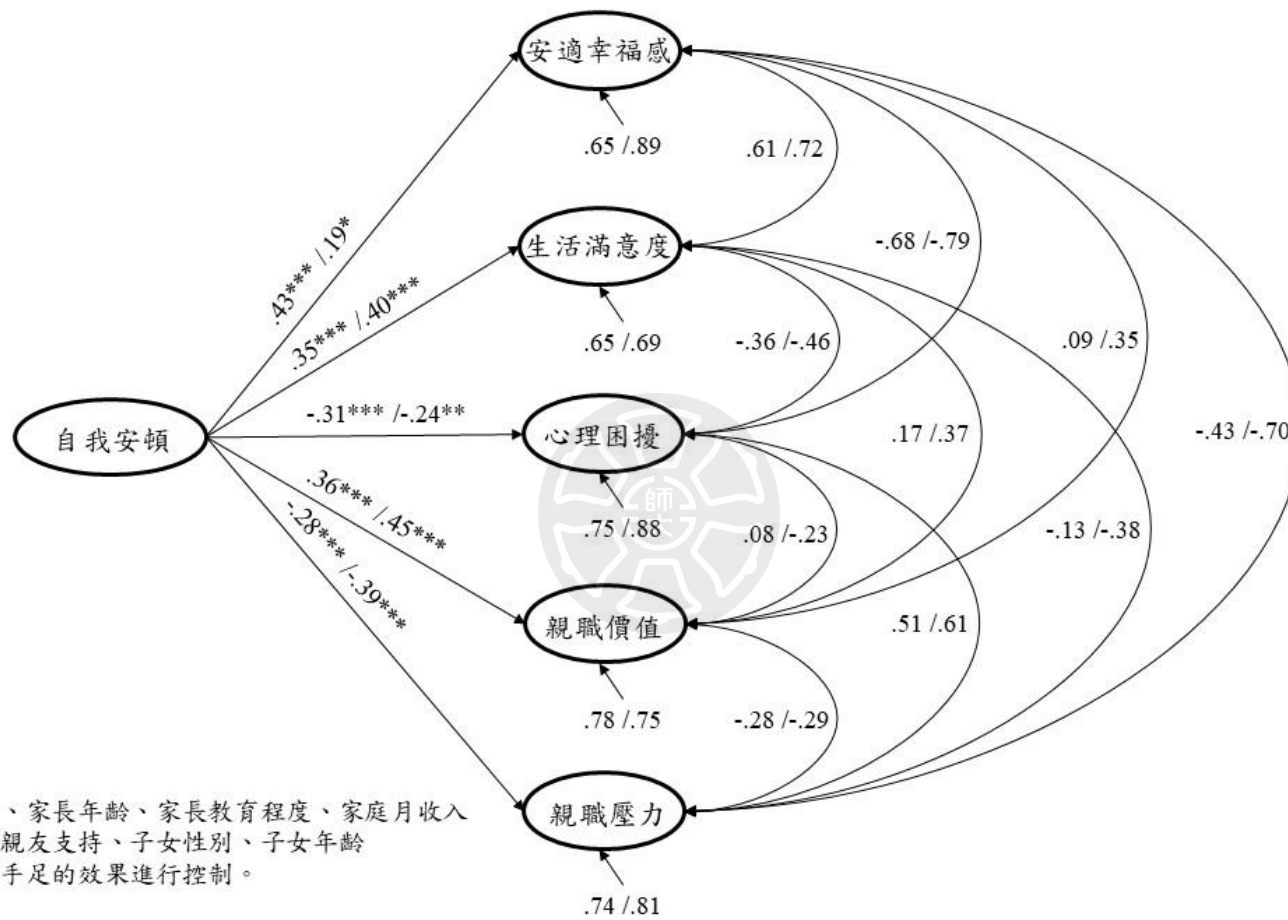 安適幸福感
.65 /.89
.61 /.72
生活滿意度
-.68 /-.79
.43*** /.19*
.35*** /.40***
.65 /.69
-.36 /-.46
.09 /.35
自我安頓
-.31*** /-.24**
心理困擾
.17 /.37
-.43 /-.70
.36*** /.45***
-.28*** /-.39***
師大
.75 /.88
.08 /-.23
-.13 /-.38
親職價值
.51 /.61
.78 /.75
-.28 /-.29
親職壓力
、家長年齡、家長教育程度、家庭月收入
親友支持、子女性別、子女年齡
手足的效果進行控制。
.74 /.81